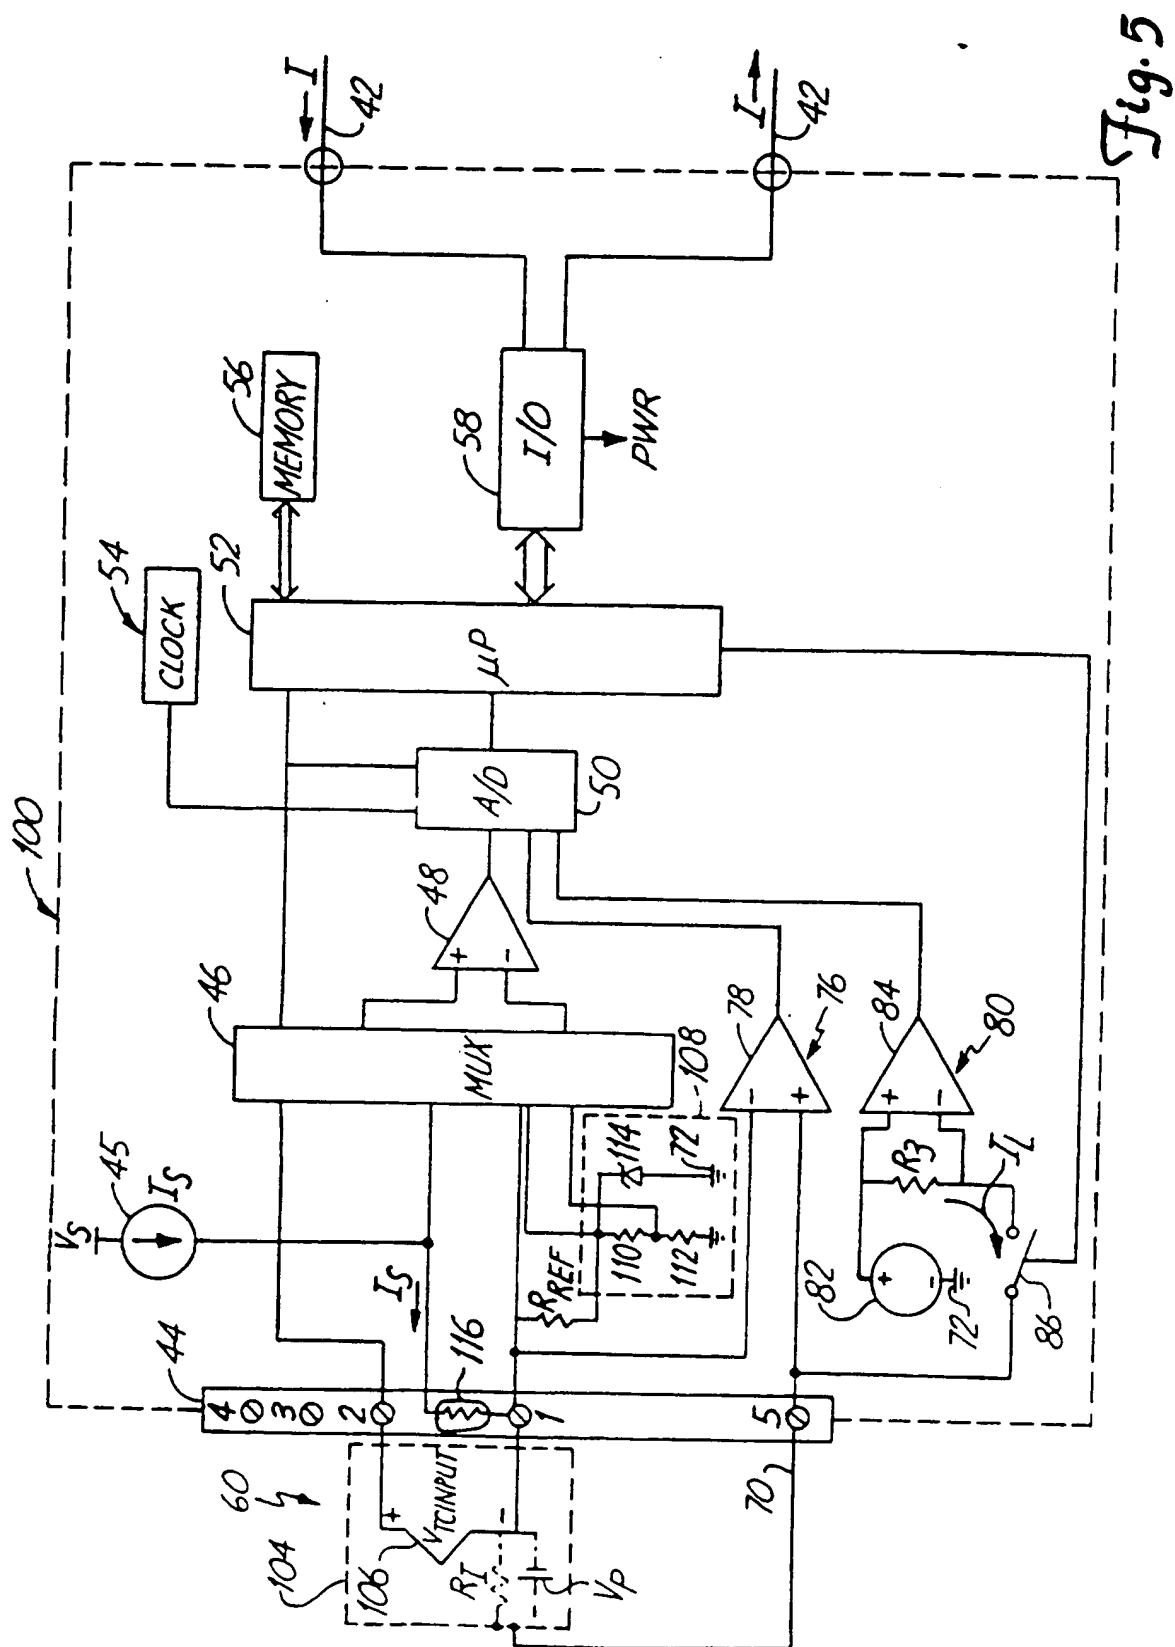 100
44
4
3
2
1
5
60
104
106
+
V_TCINPUT
-
R_I
V_P
70
V_S
45
I_S
I_S
116
R_REF
46
MUX
108
110
112
114
72
+
-
48
54
CLOCK
A/D
50
52
μP
56
MEMORY
58
I/O
PWR
I
42
I
42
-
+
78
76
+
-
84
80
82
+
-
72
R_3
I_L
86
Fig. 5